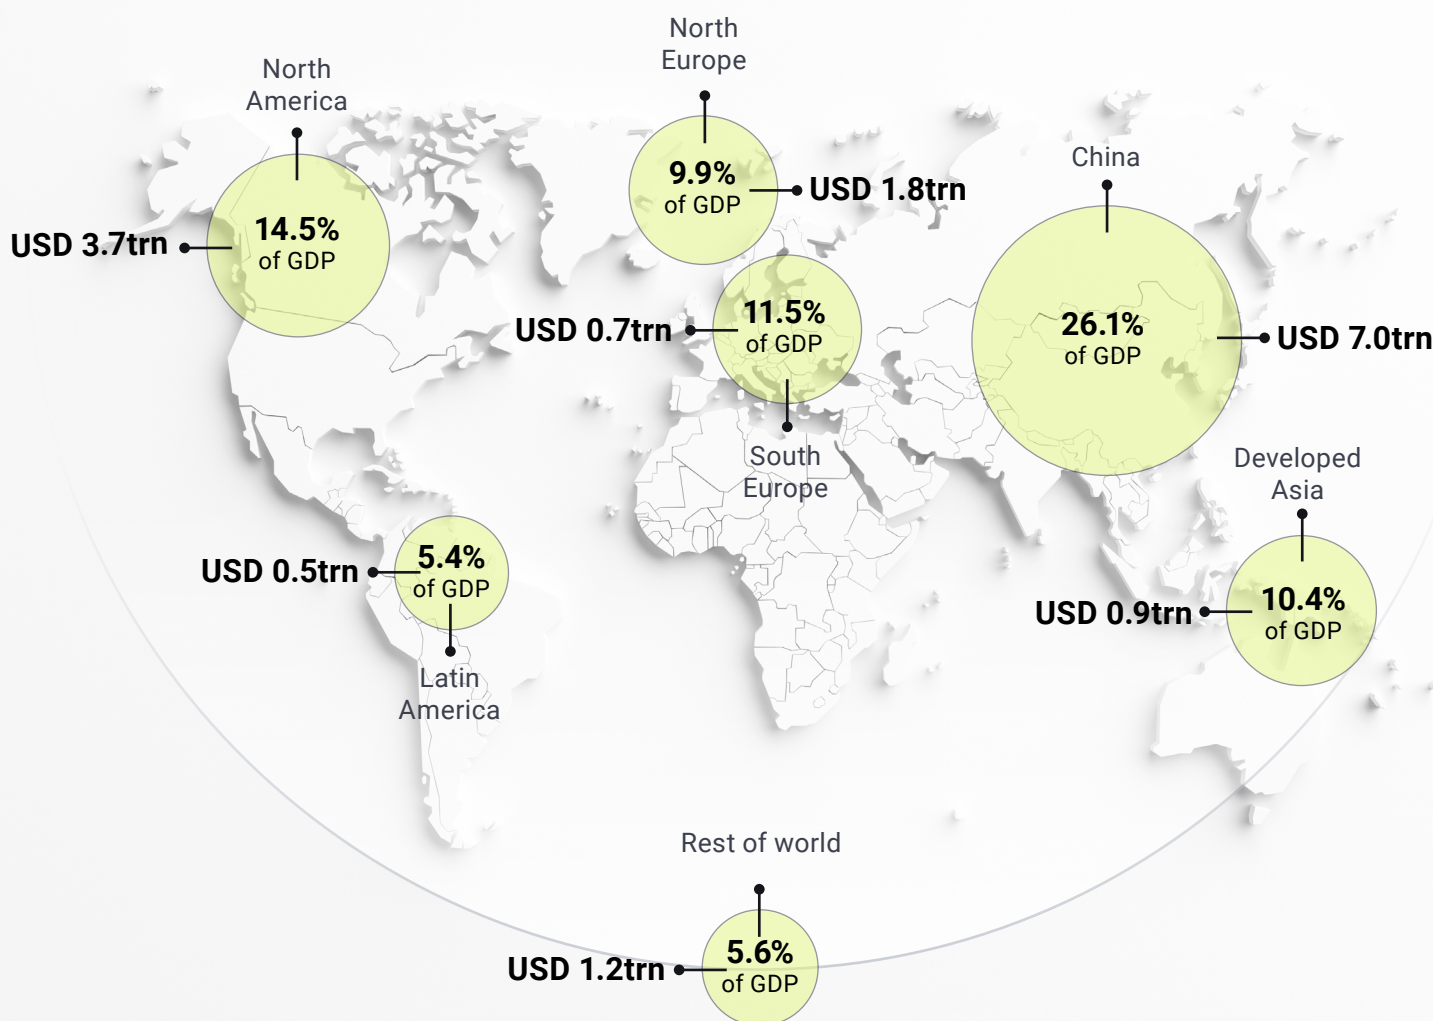 North
Europe
North
America
9.9%
of GDP
USD 1.8trn
China
14.5%
of GDP
USD 3.7trn
11.5%
of GDP
USD 0.7trn
South
Europe
26.1%
of GDP
USD 7.0trn
Developed
Asia
5.4%
of GDP
USD 0.5trn
Latin
America
10.4%
of GDP
USD 0.9trn
Rest of world
5.6%
of GDP
USD 1.2trn